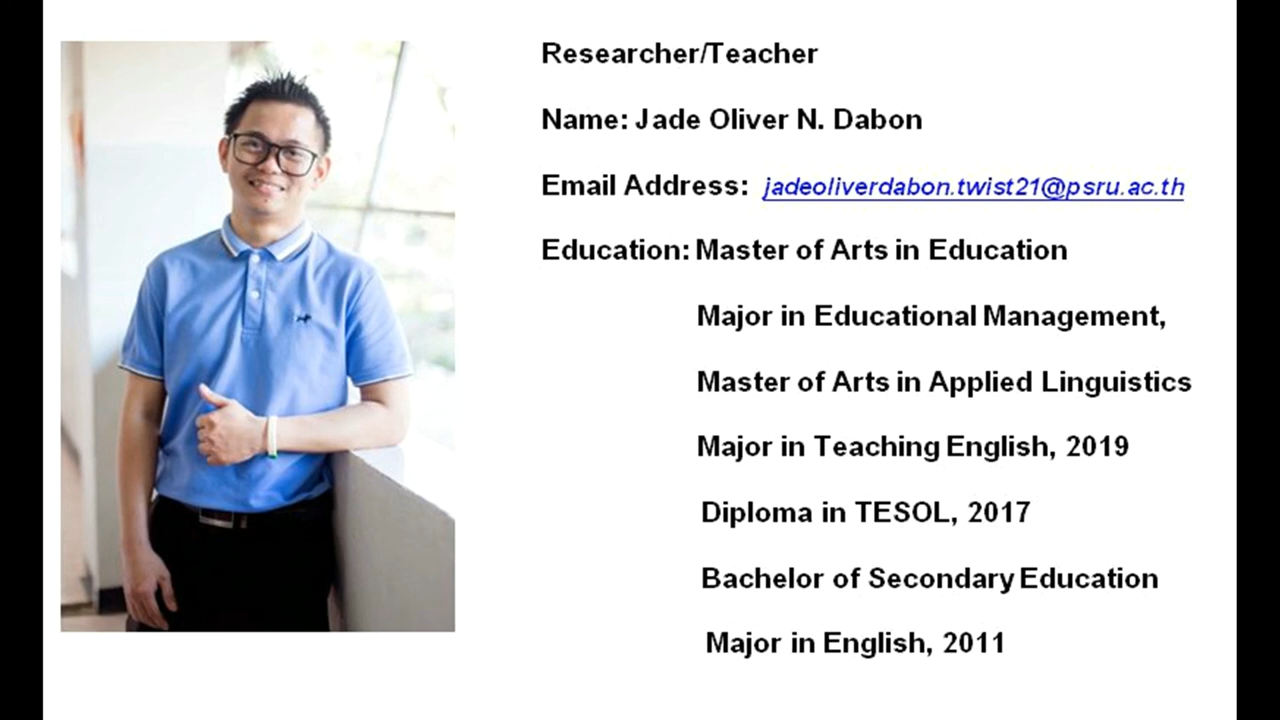 Researcher/Teacher
Name: Jade Oliver N. Dabon
Email Address: jadeoliverdabon.twist21@psru.ac.th
Education: Master of Arts in Education
Major in Educational Management,
Master of Arts in Applied Linguistics
Major in Teaching English, 2019
Diploma in TESOL, 2017
Bachelor of Secondary Education
Major in English, 2011